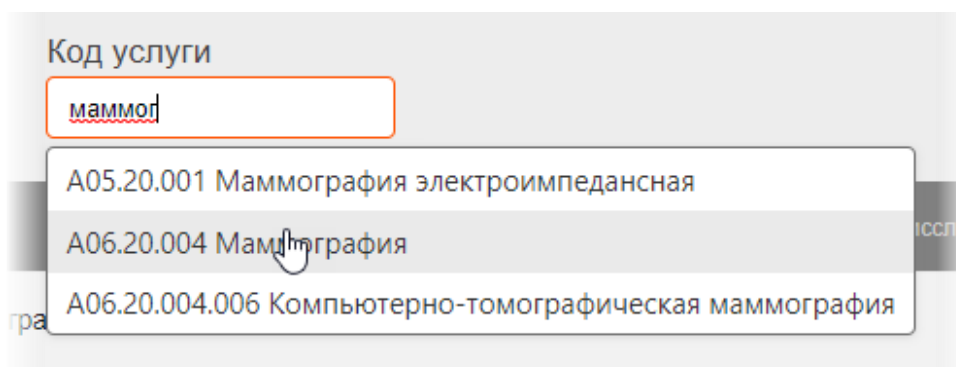 Код услуги
маммог
A05.20.001 Маммография электроимпедансная
A06.20.004 Маммография
A06.20.004.006 Компьютерно-томографическая маммография